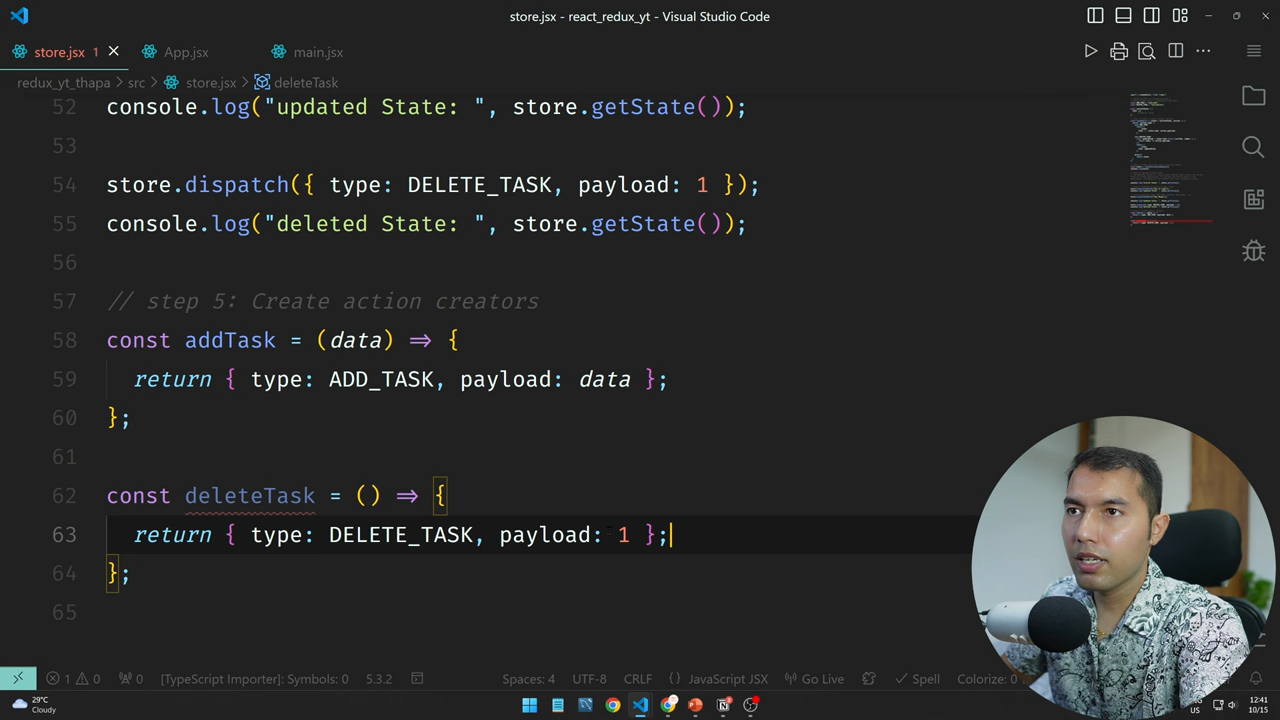 store.jsx - react_redux_yt - Visual Studio Code
store.jsx 1 App.jsx main.jsx
redux_yt_thapa > src > store.jsx > deleteTask
52 console.log("updated State: ", store.getState());
53
54 store.dispatch({ type: DELETE_TASK, payload: 1 });
55 console.log("deleted State: ", store.getState());
56
57 // step 5: Create action creators
58 const addTask = (data) => {
59 return { type: ADD_TASK, payload: data };
60 };
61
62 const deleteTask = () => {
63 return { type: DELETE_TASK, payload: 1 };
64 };
65
1 0 0 [TypeScript Importer]: Symbols: 0 5.3.2 Spaces: 4 UTF-8 CRLF {} JavaScript JSX Go Live Spell Colorize: 0
29°C
Cloudy
US
12:41
10/15